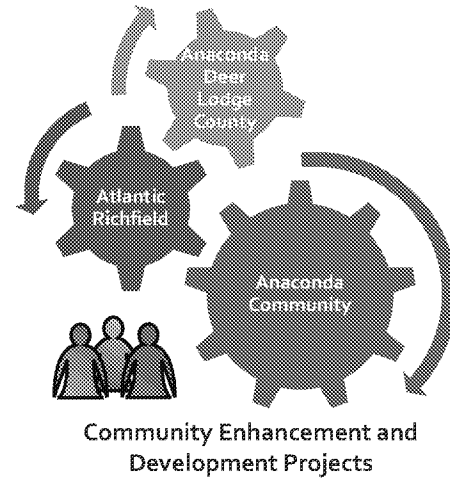 Anaconda
Deer
Lodge
County
Atlantic
Richfield
Anaconda
Community
Community Enhancement and
Development Projects